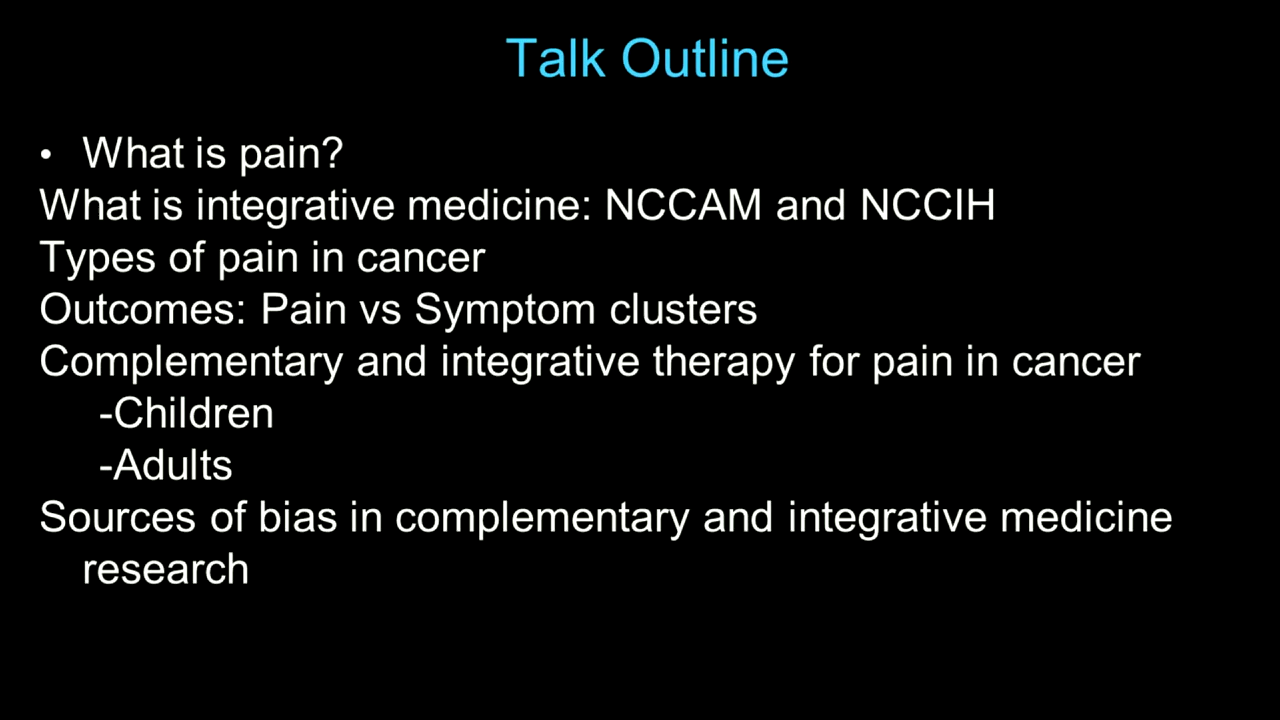 Talk Outline
• What is pain?
What is integrative medicine: NCCAM and NCCIH
Types of pain in cancer
Outcomes: Pain vs Symptom clusters
Complementary and integrative therapy for pain in cancer
-Children
-Adults
Sources of bias in complementary and integrative medicine
research